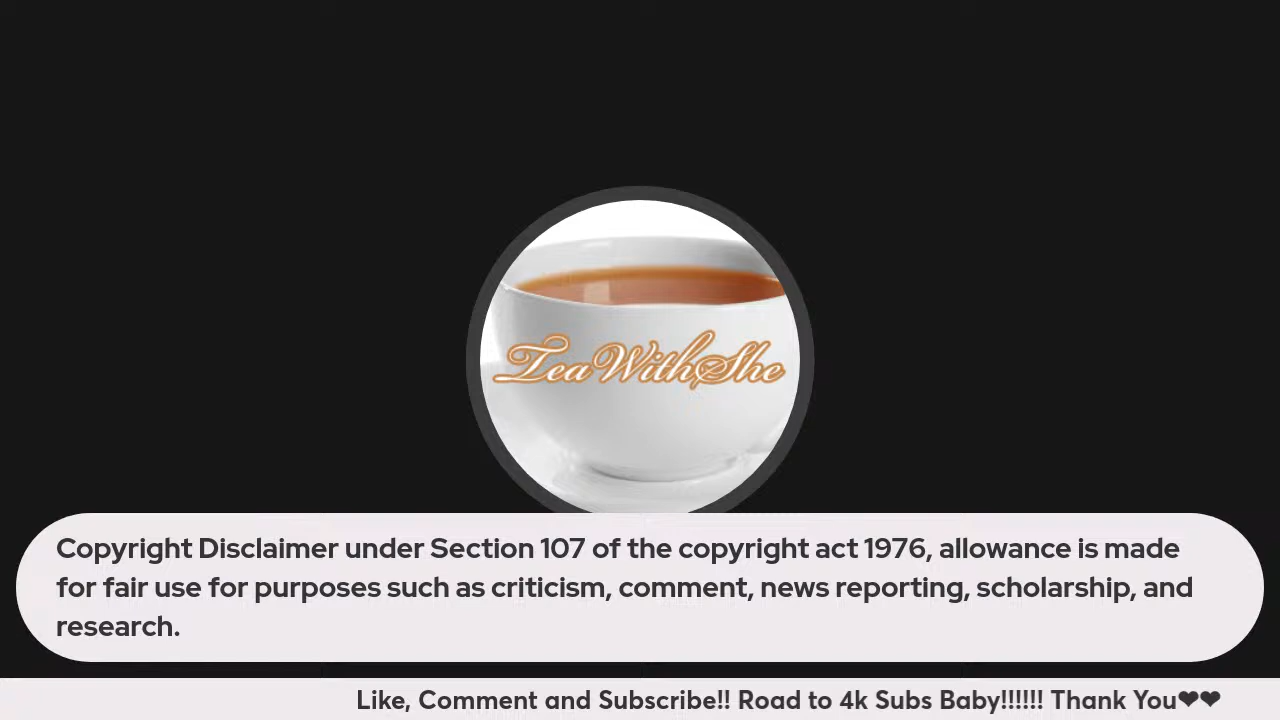 TeaWithShe
Copyright Disclaimer under Section 107 of the copyright act 1976, allowance is made
for fair use for purposes such as criticism, comment, news reporting, scholarship, and
research.
Like, Comment and Subscribe!! Road to 4k Subs Baby!!!!!! Thank You❤❤